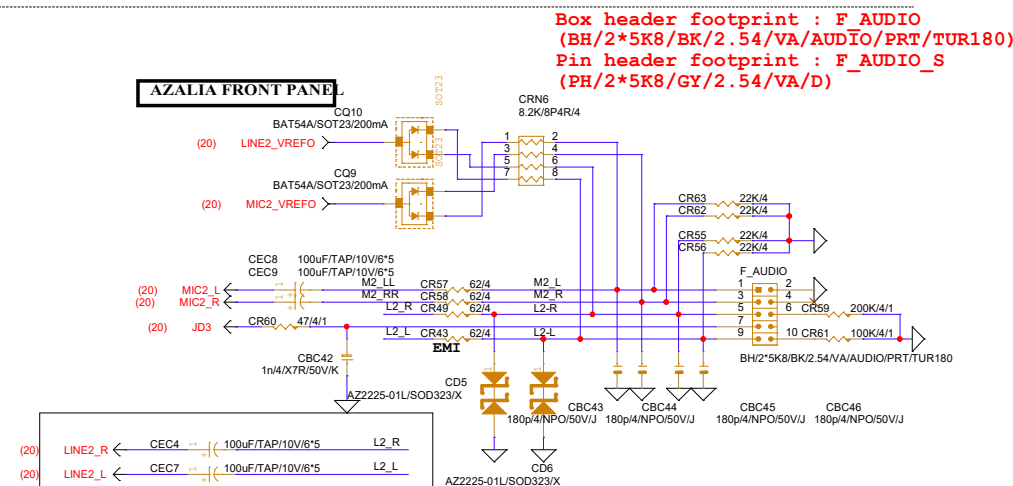 Box header footprint : F_AUDIO
(BH/2*5K8/BK/2.54/VA/AUDIO/PRT/TUR180)
Pin header footprint : F_AUDIO_S
(PH/2*5K8/GY/2.54/VA/D)
AZALIA FRONT PANEL
SOT23
CQ10
BAT54A/SOT23/200mA
CRN6
8.2K/8P4R/4
(20) LINE2_VREFO
SOT23
1 2
3 4
5 6
7 8
CQ9
BAT54A/SOT23/200mA
(20) MIC2_VREFO
CR63 22K/4
CR62 22K/4
CR55 22K/4
CR56 22K/4
CEC8 100uF/TAP/10V/6*5
CEC9 100uF/TAP/10V/6*5
F_AUDIO
(20) MIC2_L M2_LL CR57 62/4 M2_L 1 2
(20) MIC2_R 1 M2_RR CR58 62/4 M2_R 3 4
L2_R CR49 62/4 L2-R 5 6 CR59 200K/4/1
(20) JD3 CR60 47/4/1 7
L2_L CR43 62/4 L2-L 9 10 CR61 100K/4/1
EMI
BH/2*5K8/BK/2.54/VA/AUDIO/PRT/TUR180
CBC42
1n/4/X7R/50V/K
1 1
CD5
AZ2225-01L/SOD323/X
CBC43 CBC44 CBC45 CBC46
180p/4/NPO/50V/J 180p/4/NPO/50V/J 180p/4/NPO/50V/J 180p/4/NPO/50V/J
(20) LINE2_R CEC4 1 100uF/TAP/10V/6*5 L2_R
(20) LINE2_L CEC7 1 100uF/TAP/10V/6*5 L2_L
CD6
AZ2225-01L/SOD323/X